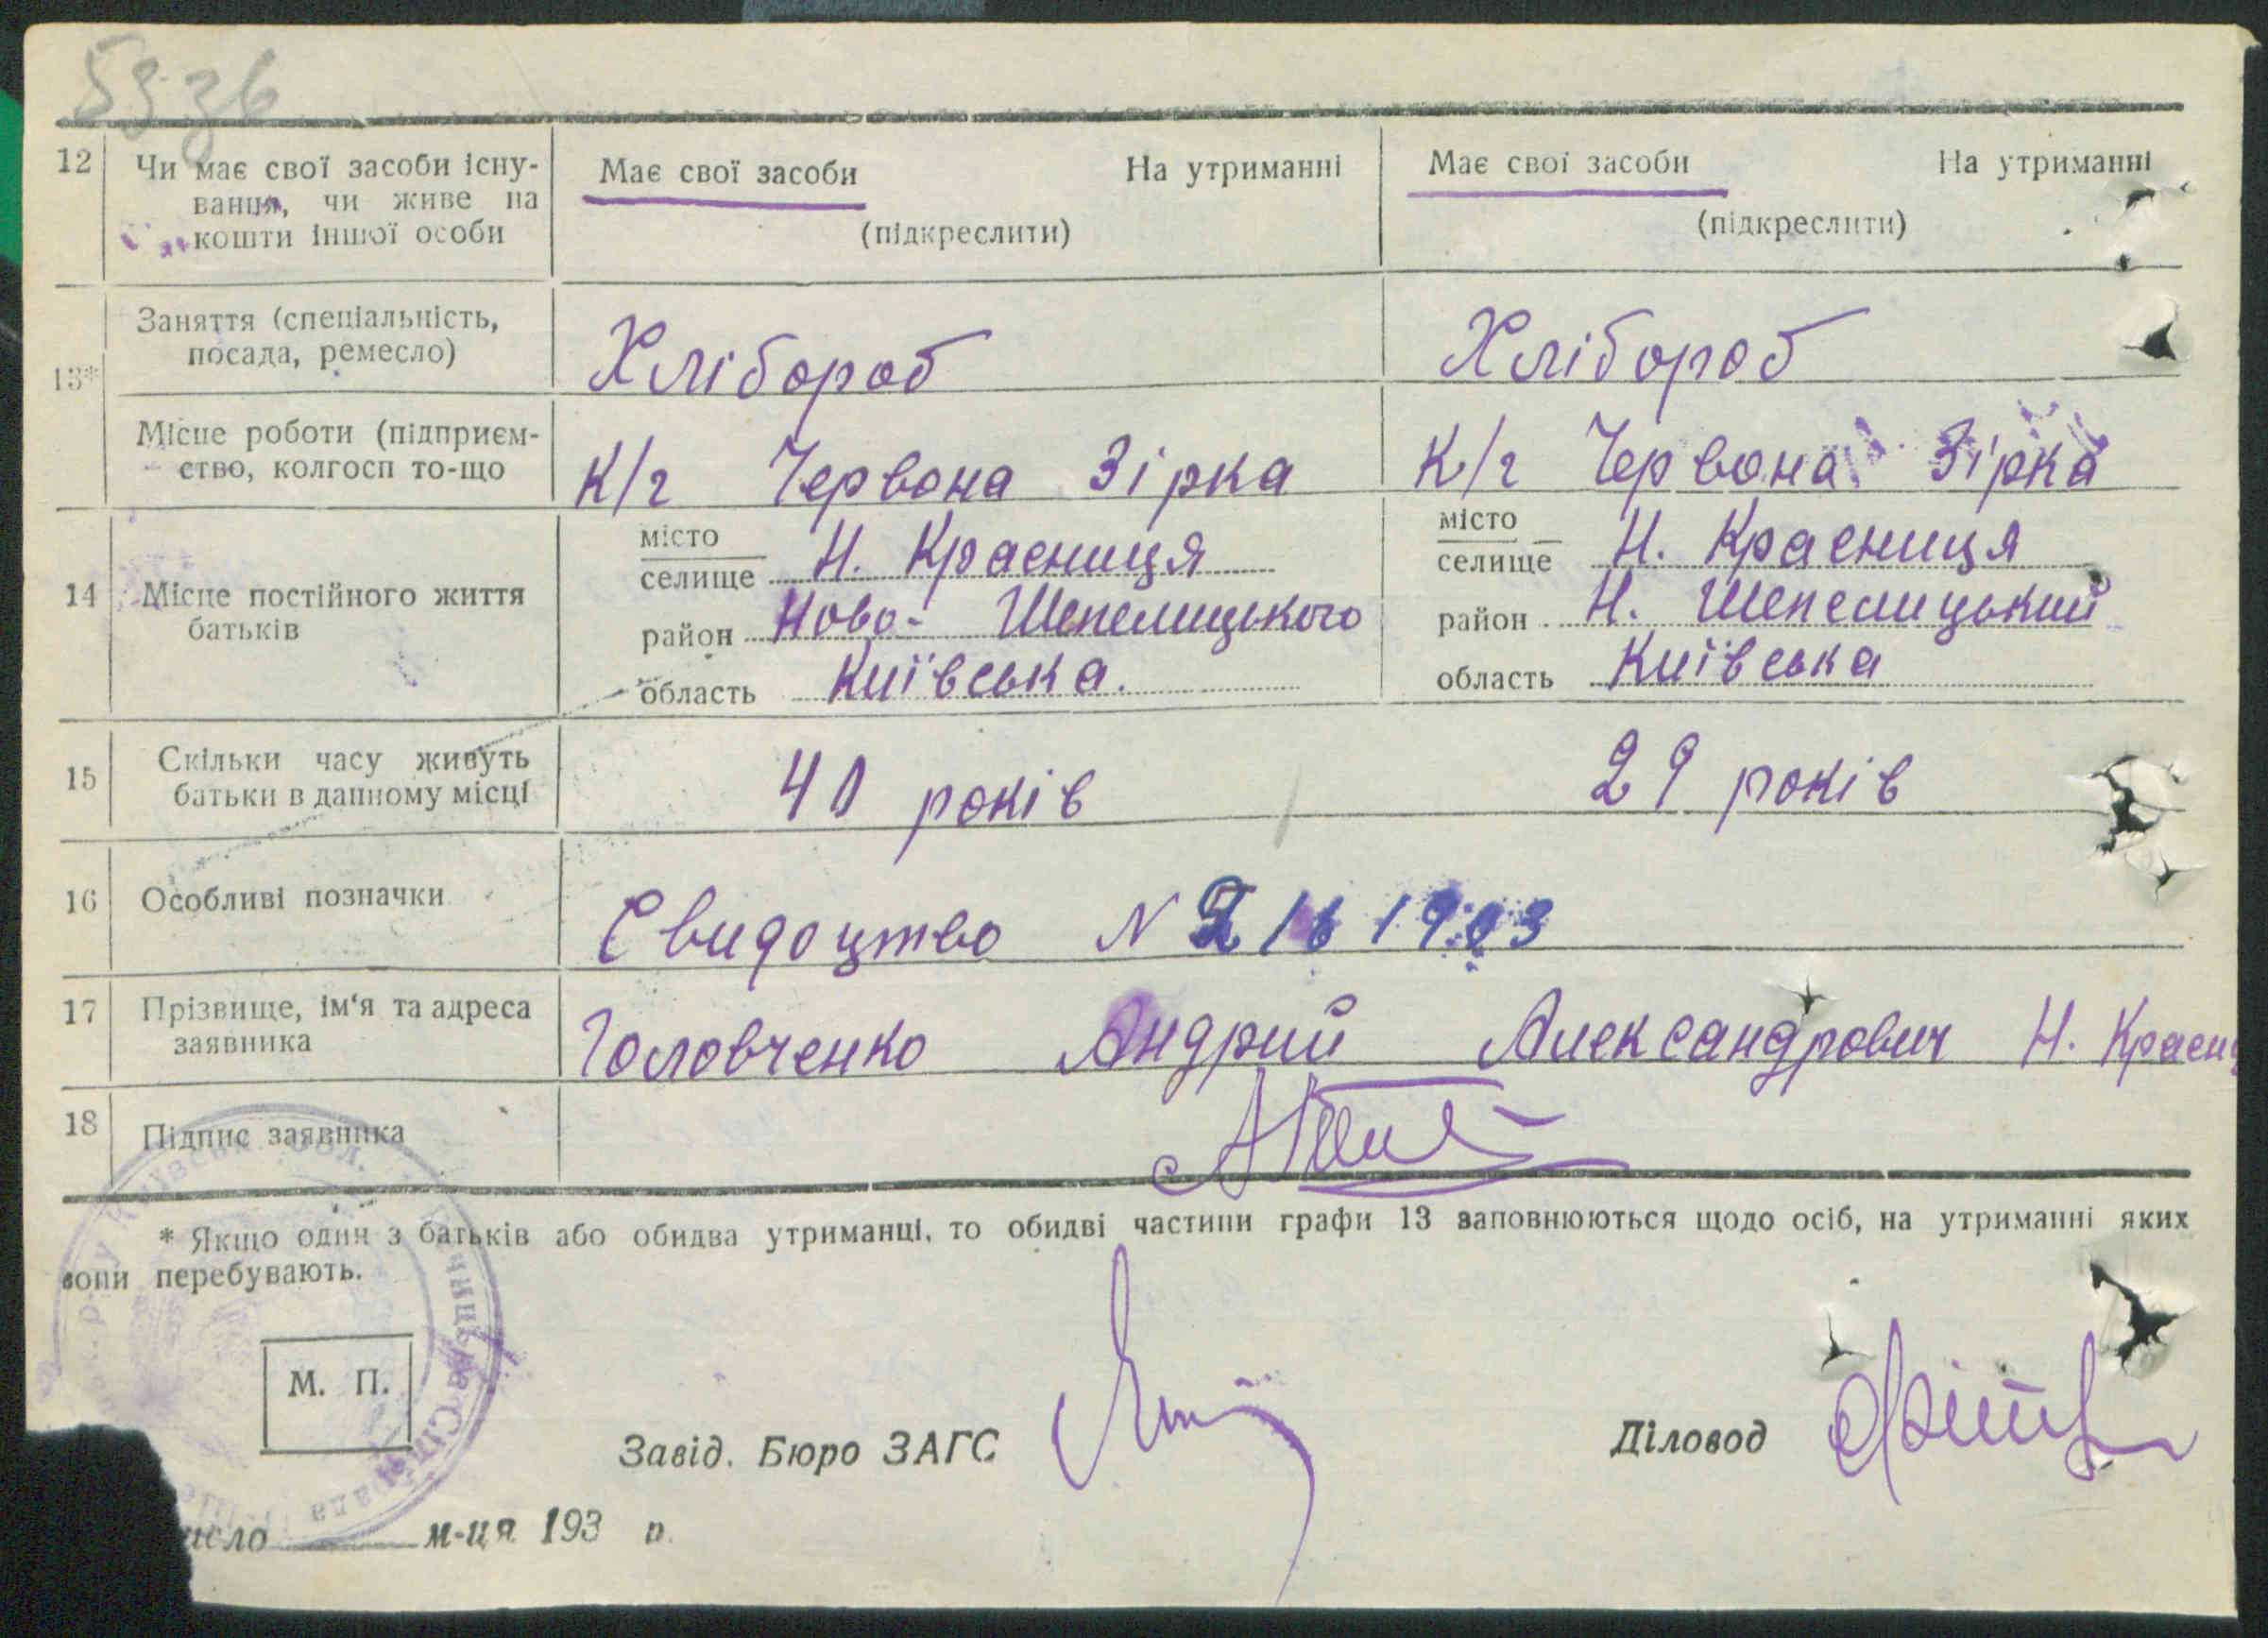 5936
12 Чи має свої засоби існу- Має свої засоби На утриманні Має свої засоби На утриманні
вання, чи живе на
кошти іншої особи (підкреслити) (підкреслити)
13*
Заняття (спеціальність,
посада, ремесло) Хлібороб Хлібороб
Місце роботи (підприєм-
ство, колгосп то-що К/г Червона Зірка К/г Червона Зірка
14 Місце постійного життя
батьків
місто
селище Н. Красниця
район Ново-Шепелицького
область Київська.
місто
селище Н. Красниця
район Н. Шепелицький
область Київська
15 Скільки часу живуть
батьки в данному місці 40 років 29 років
16 Особливі позначки Свидоцтво N
17 Прізвище, ім'я та адреса
заявника Головченко Андрий Александрович Н. Красни
18 Підпис заявника
* Якщо один з батьків або обидва утриманці, то обидві частини графи 13 заповнюються щодо осіб, на утриманні яких
вони перебувають.
М. П.
Завід. Бюро ЗАГС Діловод
число м-ця 193 р.